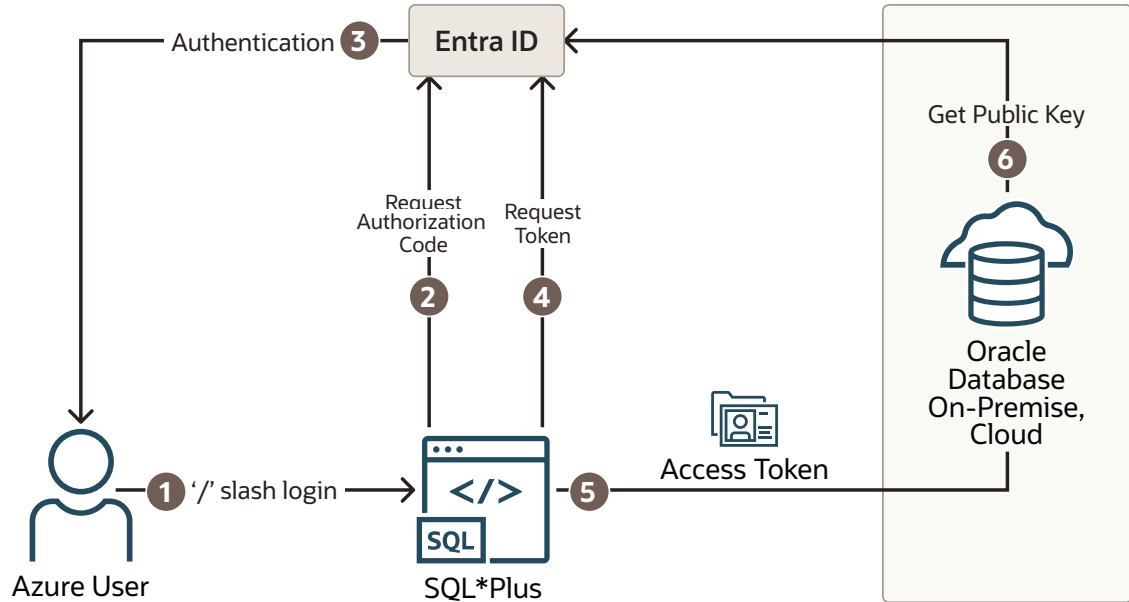 Authentication 3
Entra ID
Get Public Key
6
Request
Authorization
Code
2
Request
Token
4
Oracle
Database
On-Premise,
Cloud
Access Token
1 ‘/’ slash login
</>
SQL
5
Azure User
SQL*Plus